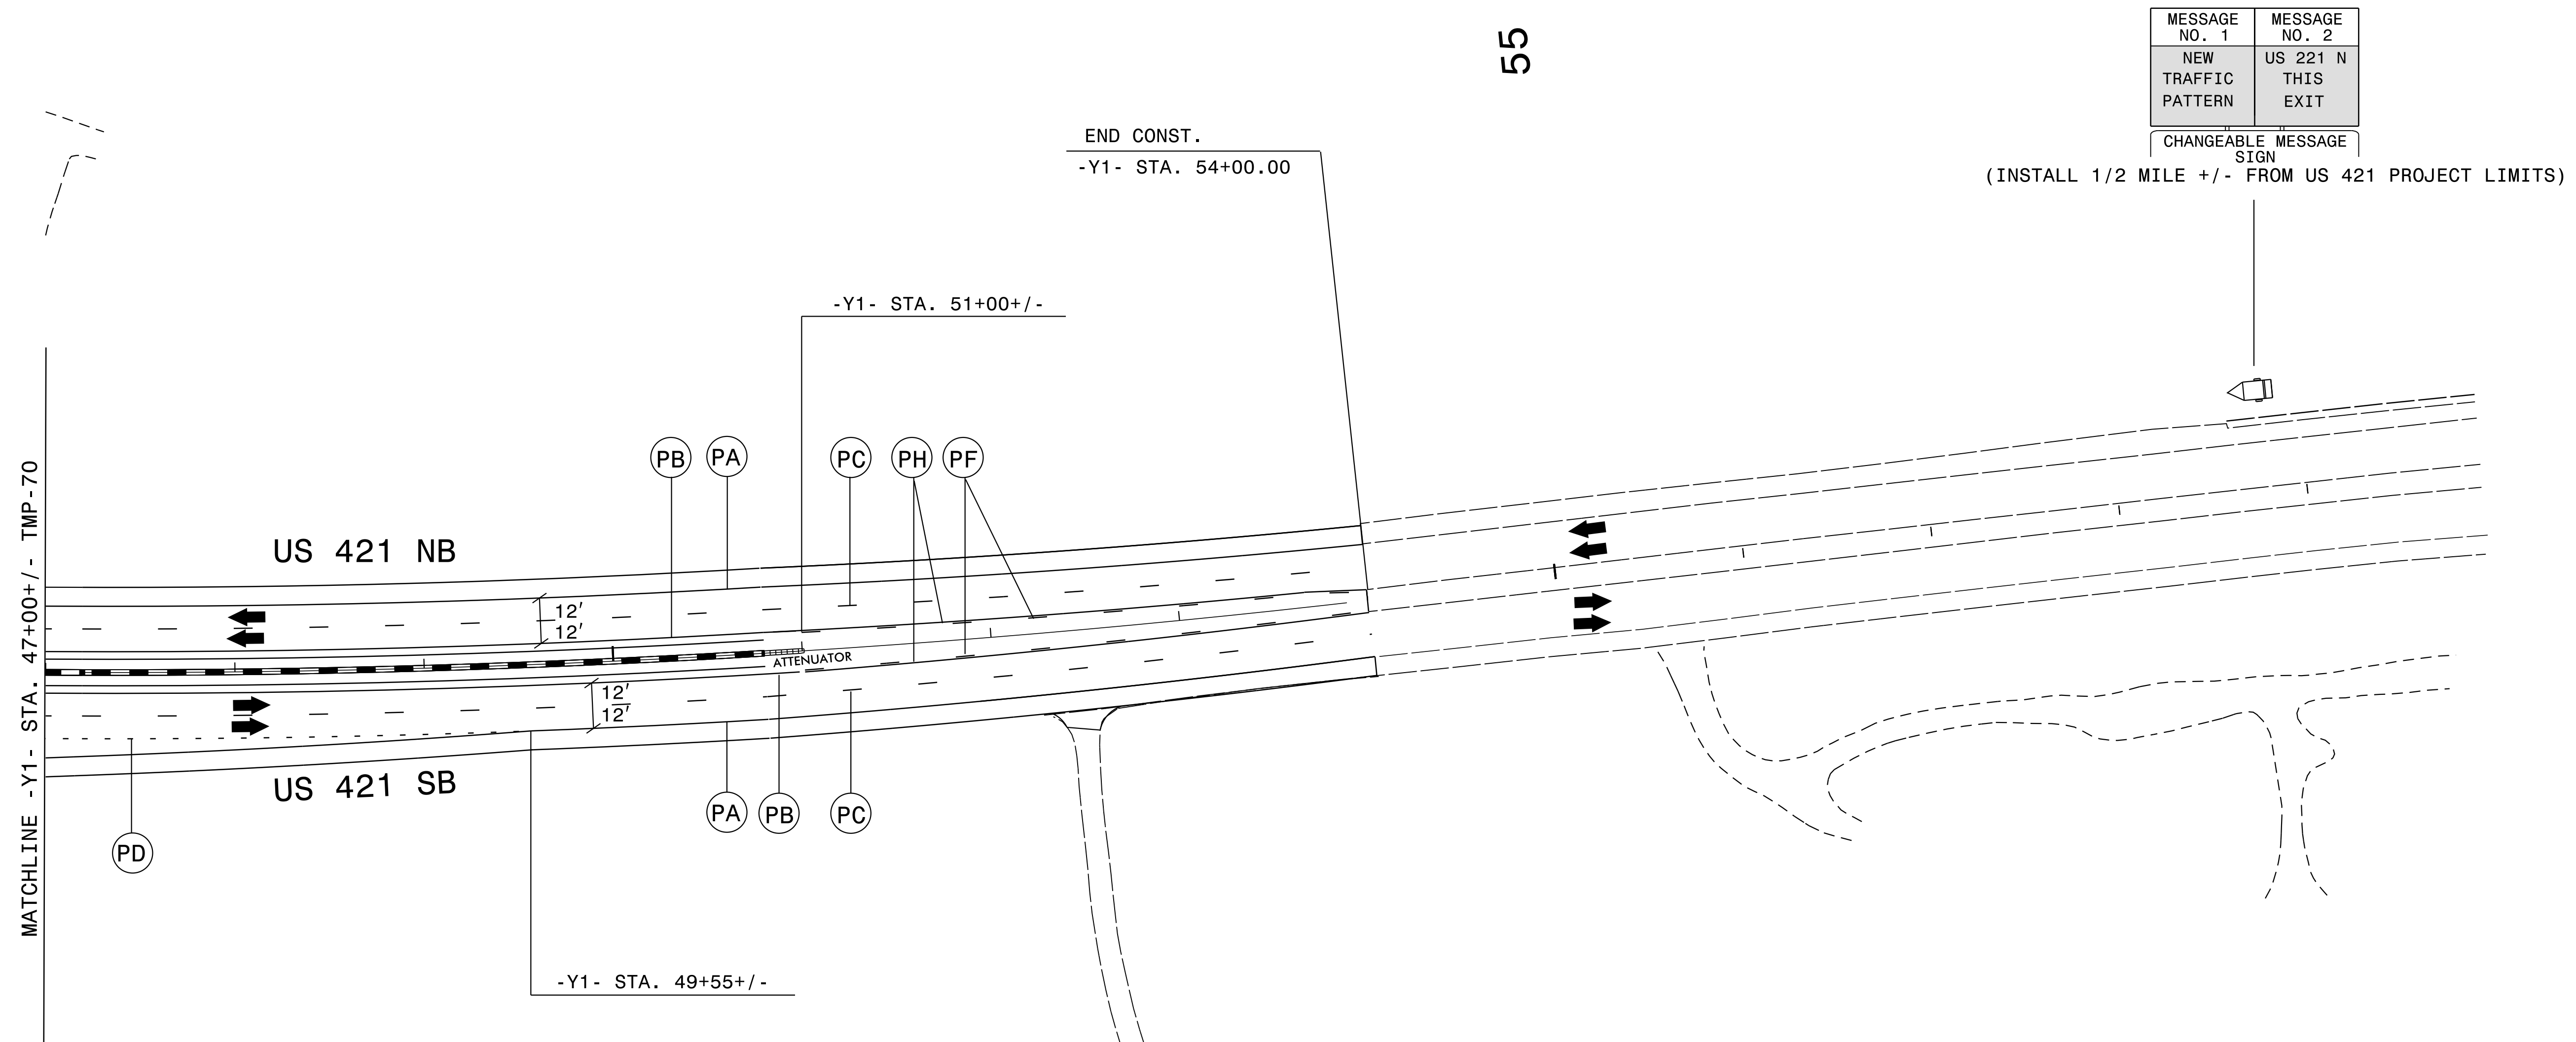 MESSAGE NO. 1
MESSAGE NO. 2
NEW TRAFFIC PATTERN
US 221 N THIS EXIT
CHANGEABLE MESSAGE
SIGN
(INSTALL 1/2 MILE +/- FROM US 421 PROJECT LIMITS)
55
END CONST.
-Y1- STA. 54+00.00
-Y1- STA. 51+00+/-
PB
PA
PC
PH
PF
MATCHLINE -Y1- STA. 47+00+/- TMP-70
US 421 NB
12'
12'
ATTENUATOR
12'
12'
US 421 SB
PD
PA
PB
PC
-Y1- STA. 49+55+/-